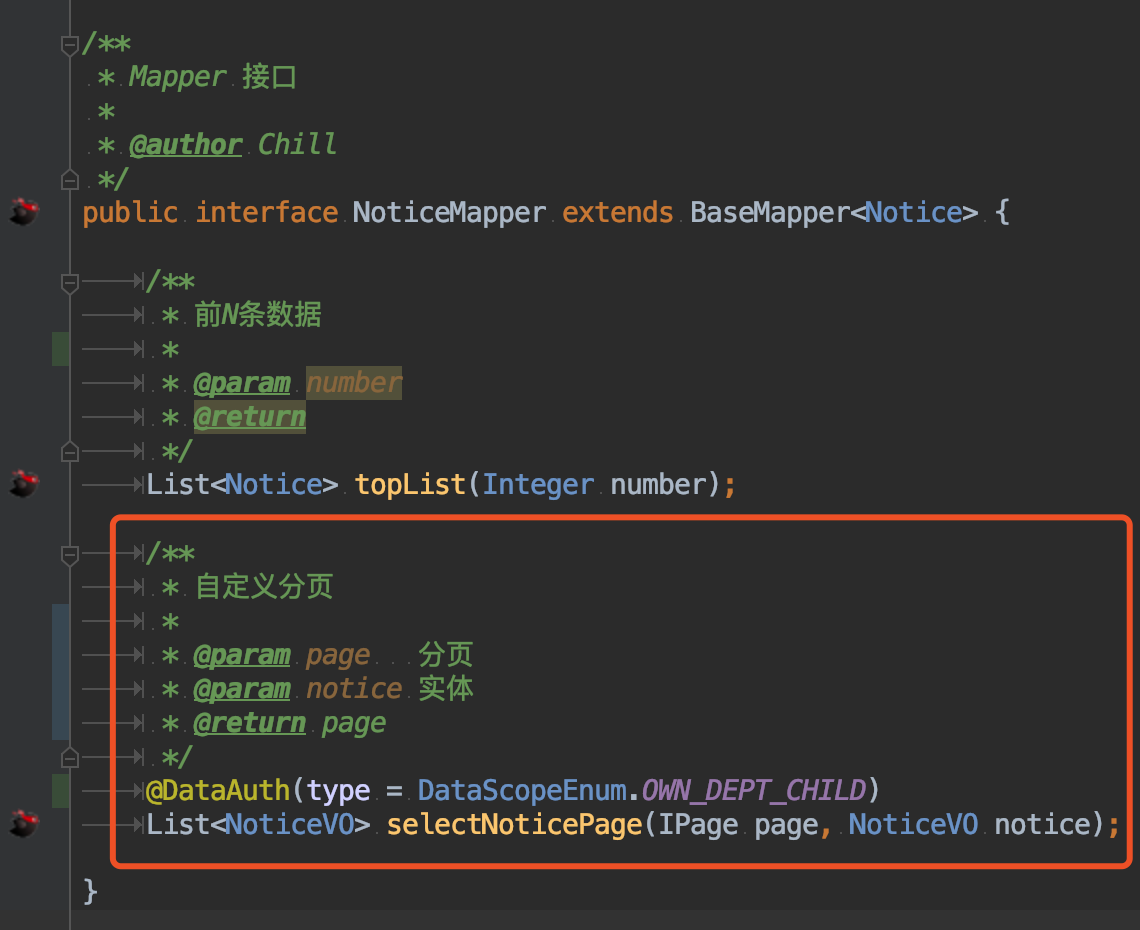 /**
* Mapper 接口
*
* @author Chill
*/
public interface NoticeMapper extends BaseMapper<Notice> {
/**
* 前N条数据
*
* @param number
* @return
*/
List<Notice> topList(Integer number);
/**
* 自定义分页
*
* @param page 分页
* @param notice 实体
* @return page
*/
@DataAuth(type = DataScopeEnum.OWN_DEPT_CHILD)
List<NoticeVO> selectNoticePage(IPage page, NoticeVO notice);
}